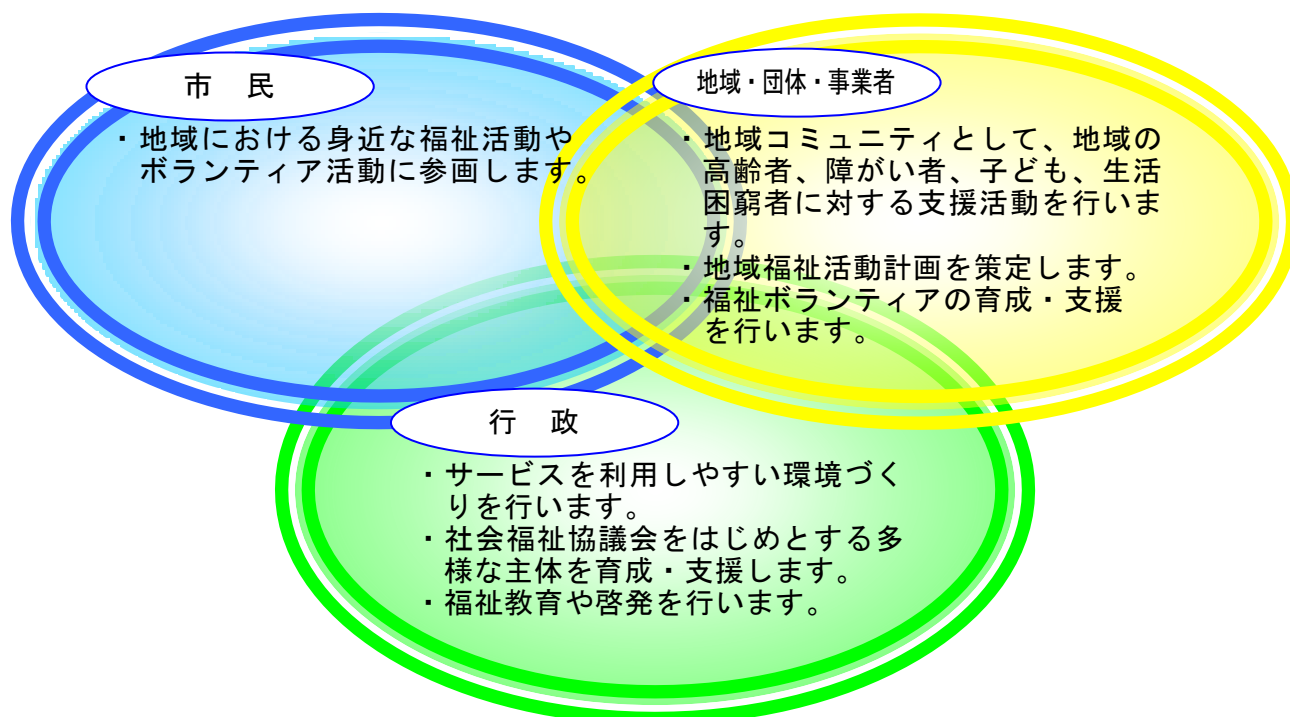 市　民
・地域における身近な福祉活動や
ボランティア活動に参画します。
地域・団体・事業者
・地域コミュニティとして、地域の
高齢者、障がい者、子ども、生活
困窮者に対する支援活動を行いま
す。
・地域福祉活動計画を策定します。
・福祉ボランティアの育成・支援
を行います。
行　政
・サービスを利用しやすい環境づく
りを行います。
・社会福祉協議会をはじめとする多
様な主体を育成・支援します。
・福祉教育や啓発を行います。